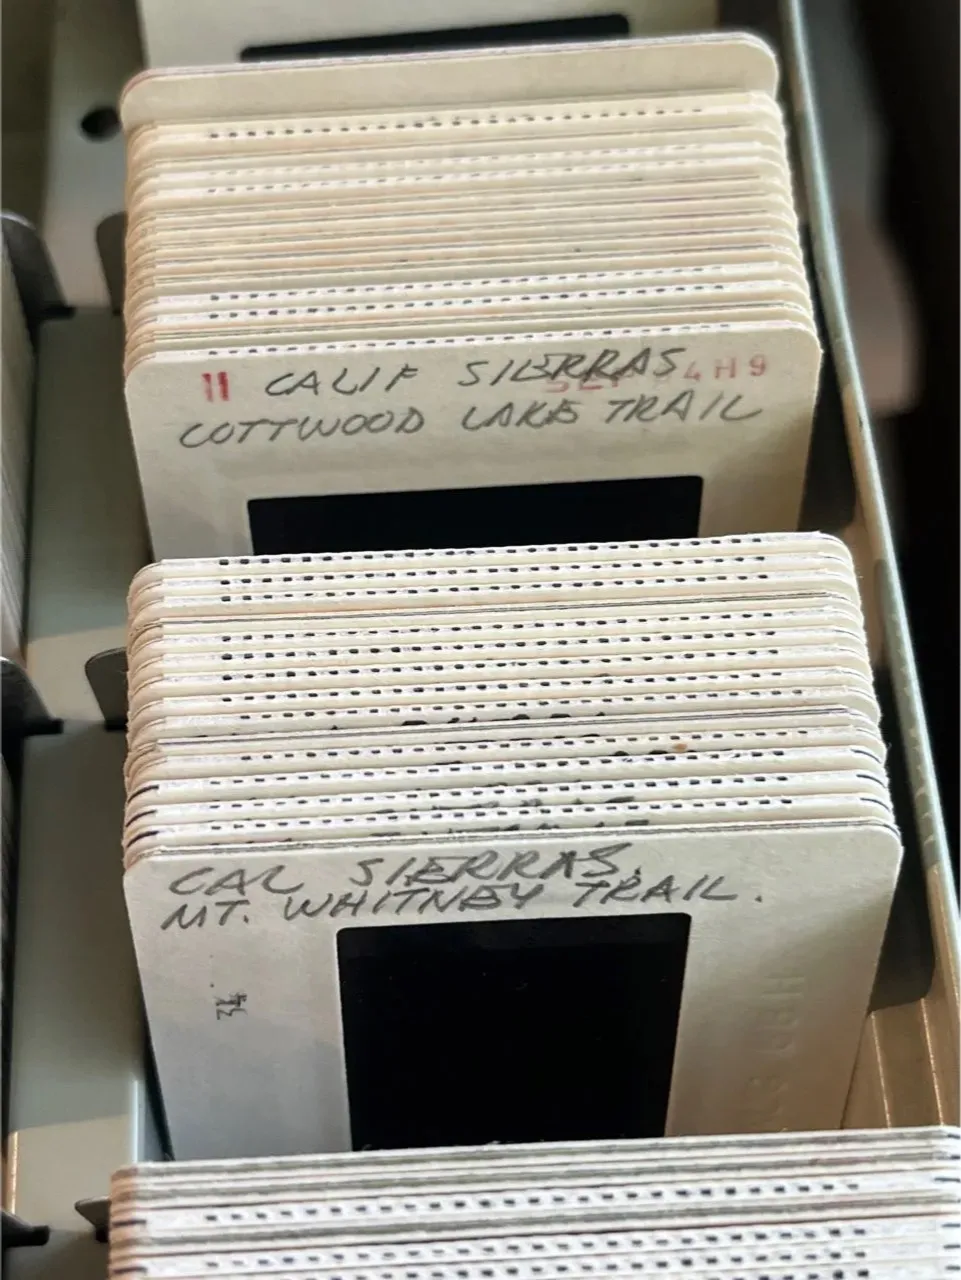 11 CALIF SIERRAS
COTTWOOD LAKE TRAIL
CAL SIERRAS.
MT. WHITNEY TRAIL.